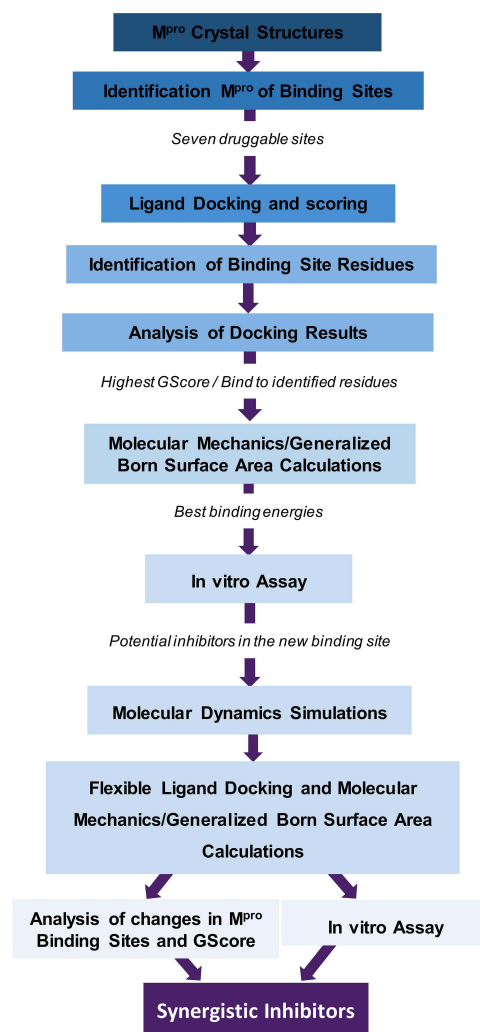 Mᵖʳᵒ Crystal Structures
Identification Mᵖʳᵒ of Binding Sites
Seven druggable sites
Ligand Docking and scoring
Identification of Binding Site Residues
Analysis of Docking Results
Highest GScore / Bind to identified residues
Molecular Mechanics/Generalized
Born Surface Area Calculations
Best binding energies
In vitro Assay
Potential inhibitors in the new binding site
Molecular Dynamics Simulations
Flexible Ligand Docking and Molecular
Mechanics/Generalized Born Surface Area
Calculations
Analysis of changes in Mᵖʳᵒ
Binding Sites and GScore
In vitro Assay
Synergistic Inhibitors